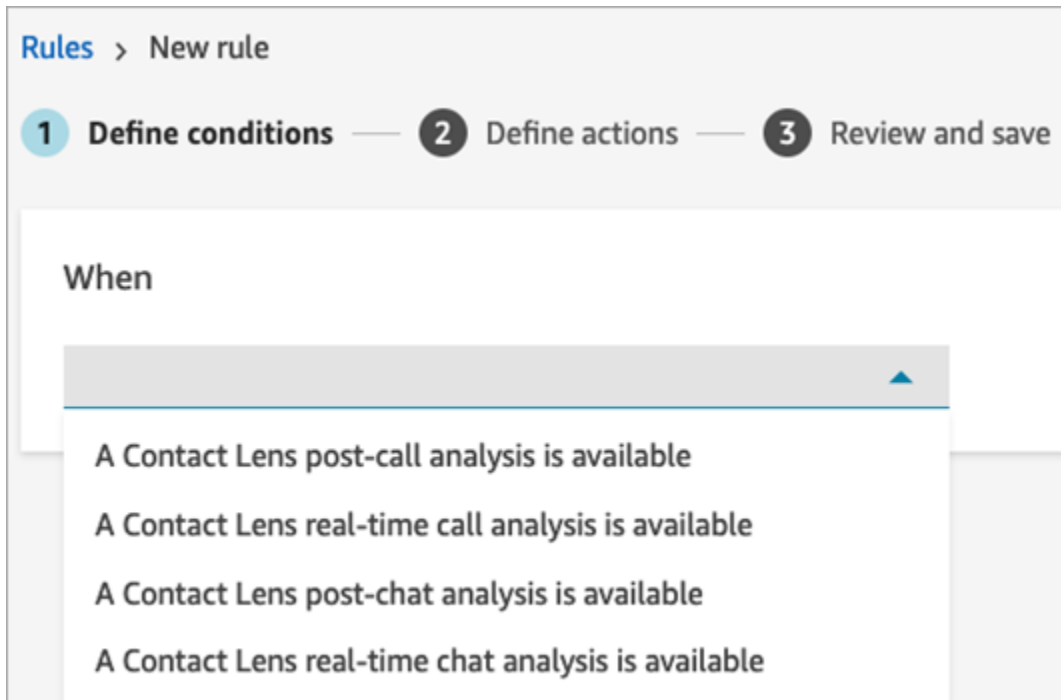 Rules > New rule
1 Define conditions 2 Define actions 3 Review and save
When
A Contact Lens post-call analysis is available
A Contact Lens real-time call analysis is available
A Contact Lens post-chat analysis is available
A Contact Lens real-time chat analysis is available